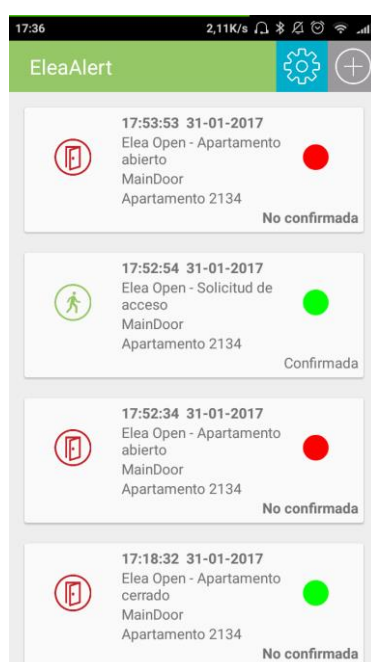 17:36 2,11K/s
EleaAlert
17:53:53 31-01-2017
Elea Open - Apartamento
abierto
MainDoor
Apartamento 2134
No confirmada
17:52:54 31-01-2017
Elea Open - Solicitud de
acceso
MainDoor
Apartamento 2134
Confirmada
17:52:34 31-01-2017
Elea Open - Apartamento
abierto
MainDoor
Apartamento 2134
No confirmada
17:18:32 31-01-2017
Elea Open - Apartamento
cerrado
MainDoor
Apartamento 2134
No confirmada